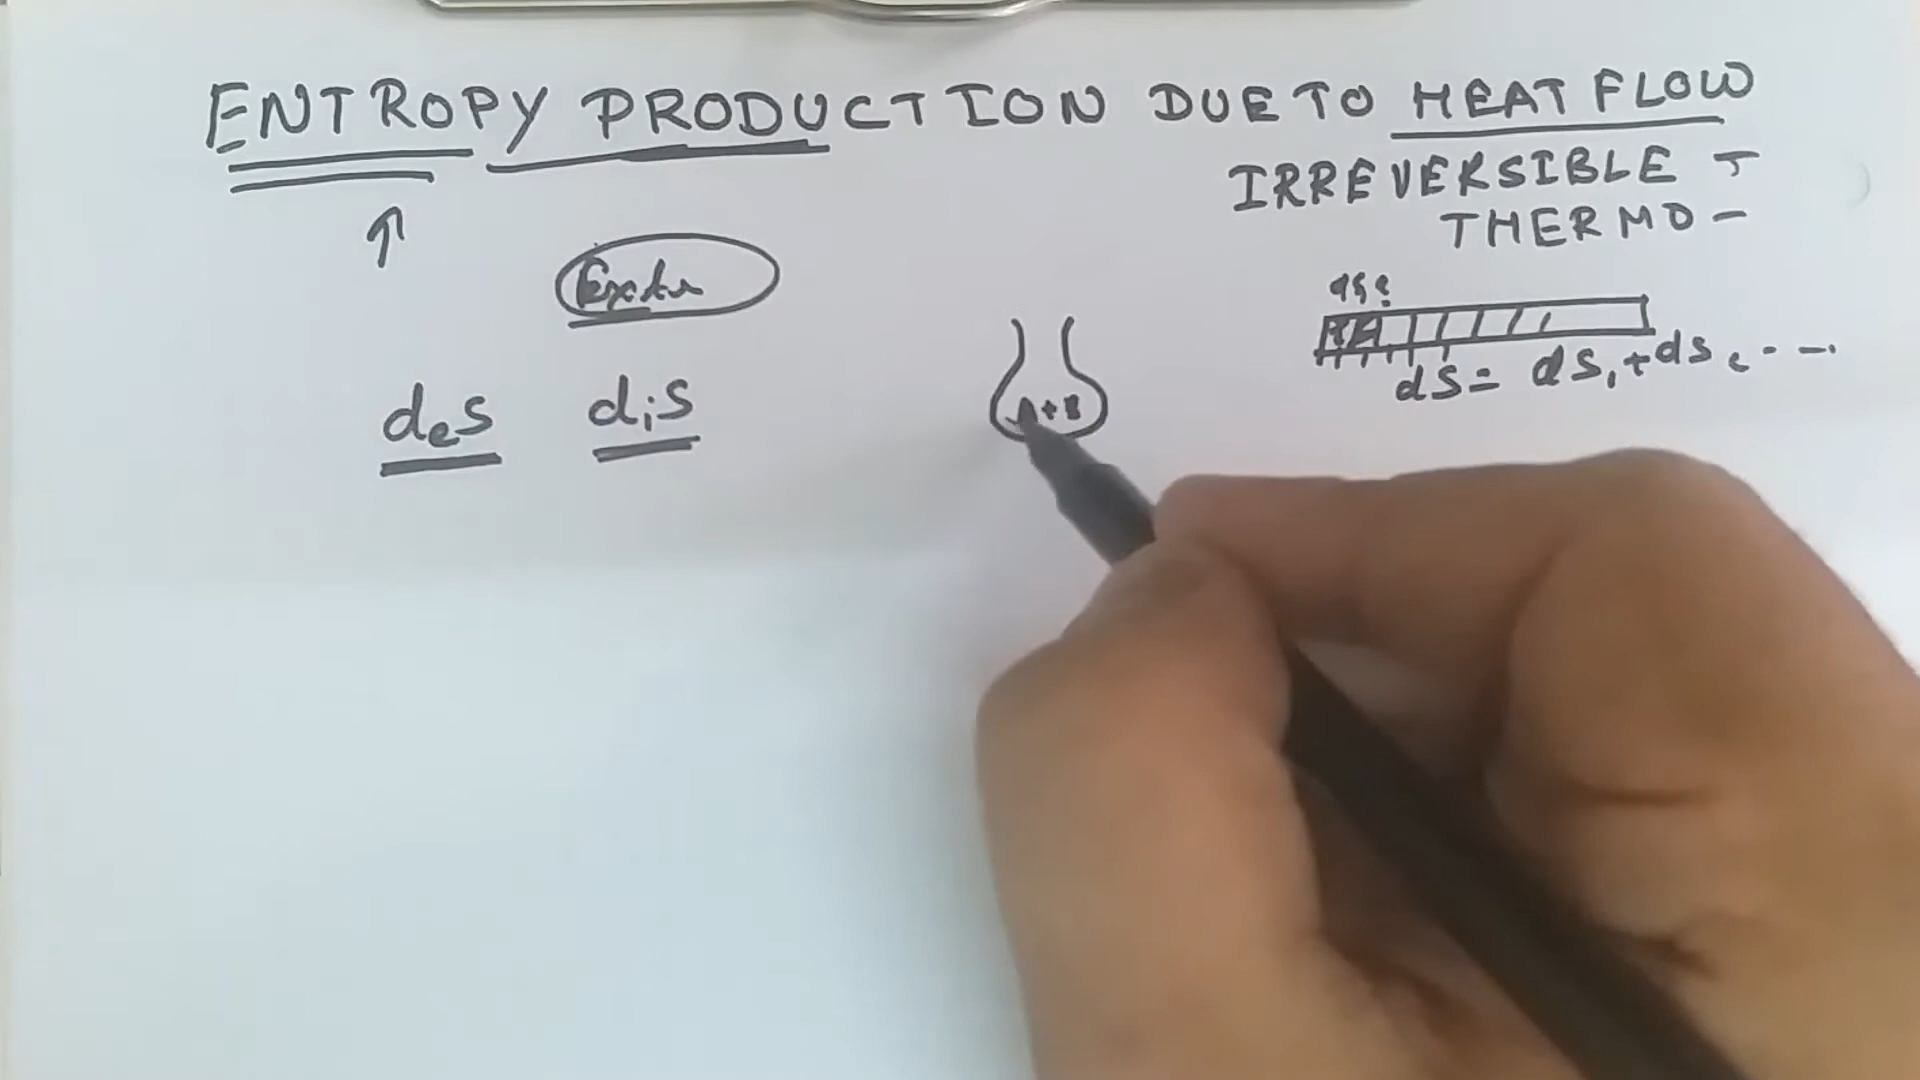 ENTROPY PRODUCTION DUE TO HEAT FLOW
IRREVERSIBLE
THERMO -
deS diS
A + B
dS = dS1 + dS2 . - - .